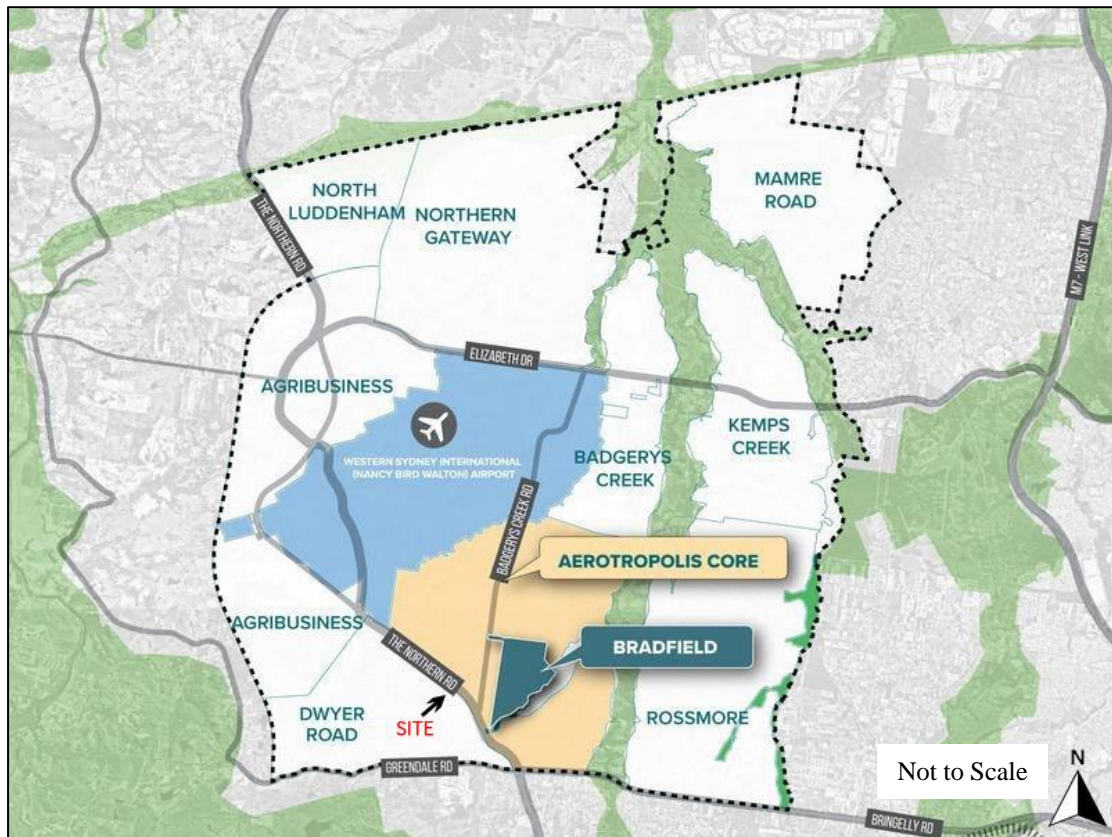 MAMRE
ROAD
NORTH
LUDDENHAM
NORTHERN
GATEWAY
THE NORTHERN RD
M7 - WEST LINK
ELIZABETH DR
AGRIBUSINESS
WESTERN SYDNEY INTERNATIONAL
(NANCY BIRD WALTON) AIRPORT
KEMPS
CREEK
BADGERYS
CREEK
BADGERYS CREEK RD
AEROTROPOLIS CORE
AGRIBUSINESS
THE NORTHERN RD
BRADFIELD
DWYER
ROAD
SITE
ROSSMORE
GREENDALE RD
Not to Scale
N
BRINGELLY RD